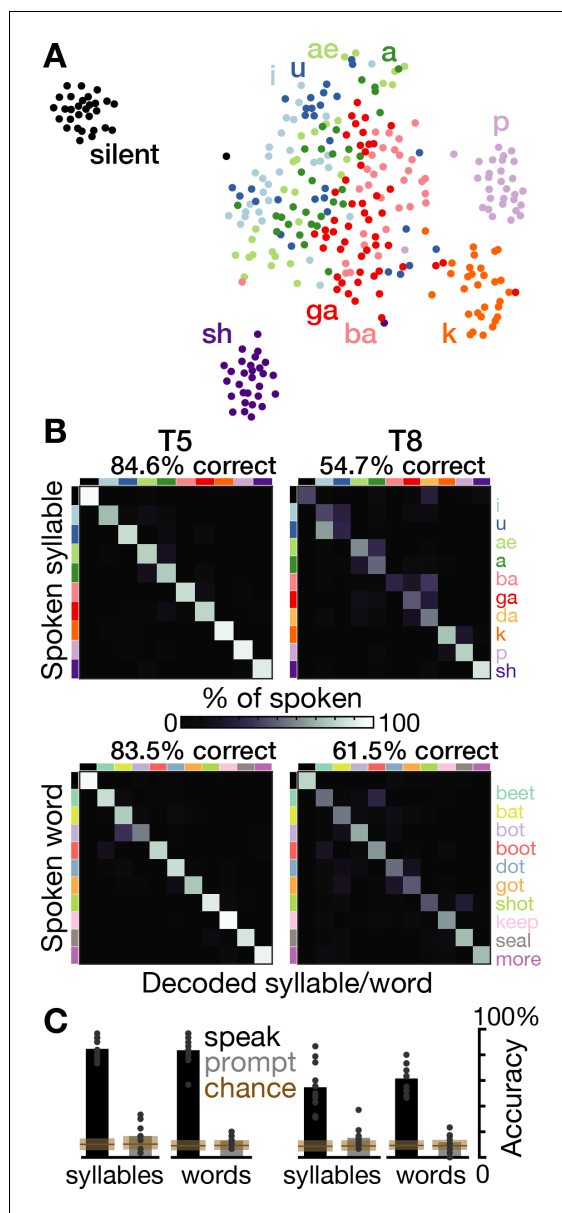 A
ae
a
i
u
p
silent
ga
ba
k
sh
B
T5
T8
84.6% correct
54.7% correct
Spoken syllable
i
u
ae
a
ba
ga
da
k
p
sh
% of spoken
0
100
83.5% correct
61.5% correct
Spoken word
beet
bat
bot
boot
dot
got
shot
keep
seal
more
Decoded syllable/word
C
speak
prompt
chance
100%
Accuracy
0
syllables words syllables words